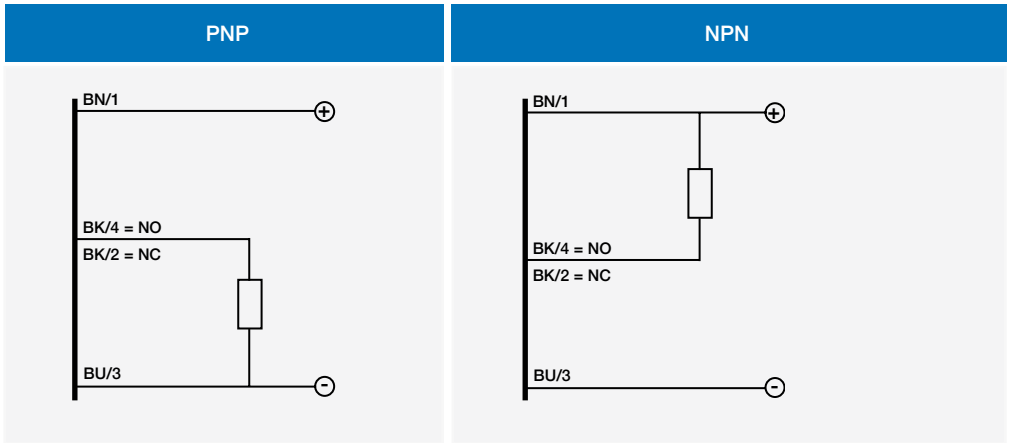 PNP
BN/1
+
BK/4 = NO
BK/2 = NC
BU/3
-
NPN
BN/1
+
BK/4 = NO
BK/2 = NC
BU/3
-